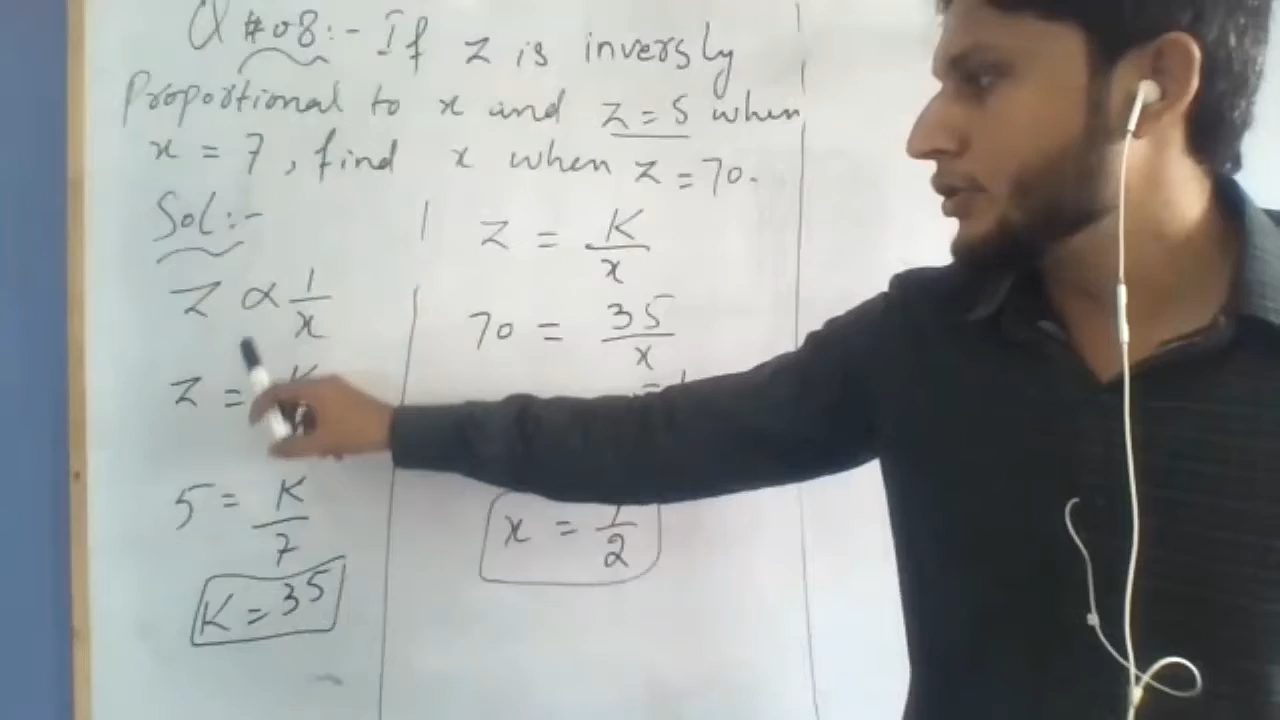 Q #08:- If z is inversly
Proportional to x and z = 5 when
x = 7, find x when z = 70.
Sol:-
z ∝ 1/x
z = K
5 = K/7
K = 35
z = K/x
70 = 35/x
x = 1/2